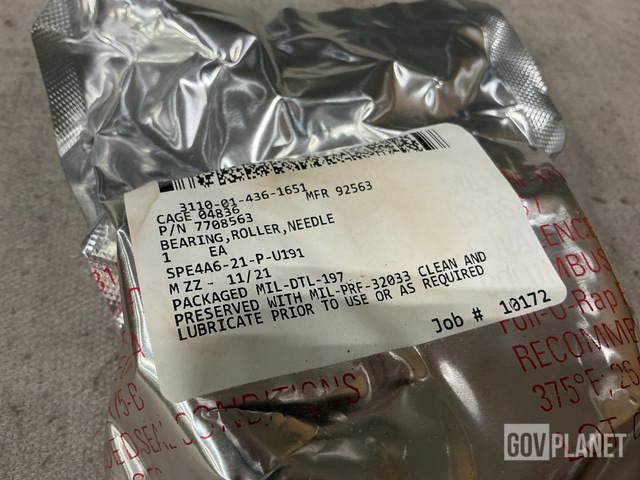 3110-01-436-1651
CAGE 04836 MFR 92563
P/N 7708563
BEARING,ROLLER,NEEDLE
1 EA
SPE4A6-21-P-U191
M ZZ - 11/21
PACKAGED MIL-DTL-197
PRESERVED WITH MIL-PRF-32033 CLEAN AND
LUBRICATE PRIOR TO USE OR AS REQUIRED
Job # 10172
RECOMME
375°F
CONDITIONS
GOVPLANET